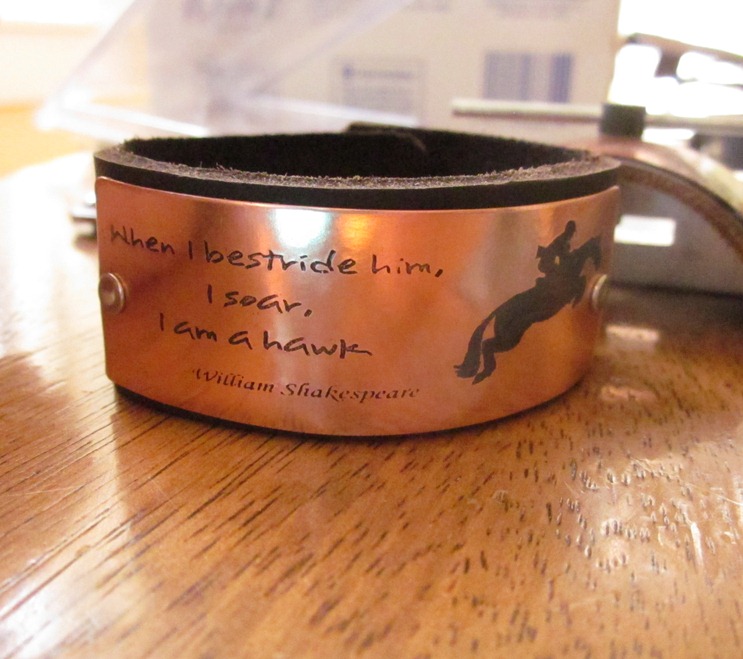 When I bestride him,
I soar,
I am a hawk
William Shakespeare